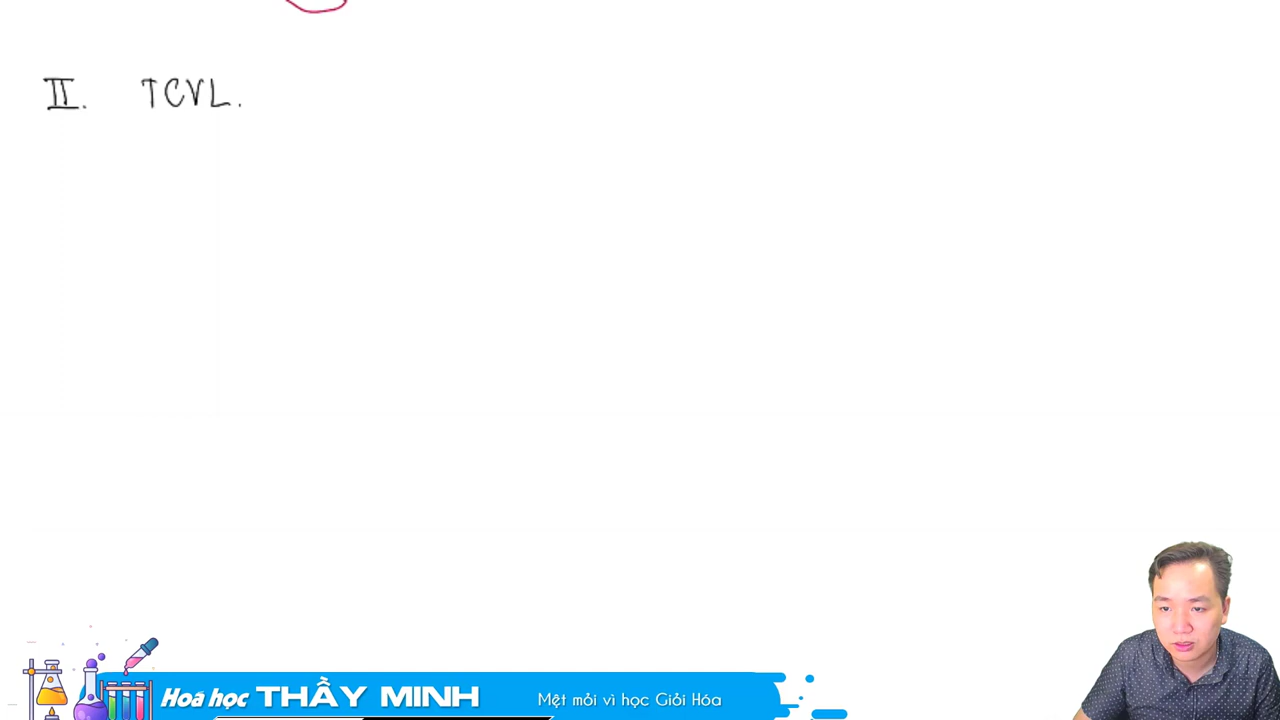 II. TCVL.
Hoá học THẦY MINH
Mệt mỏi vì học Giỏi Hóa